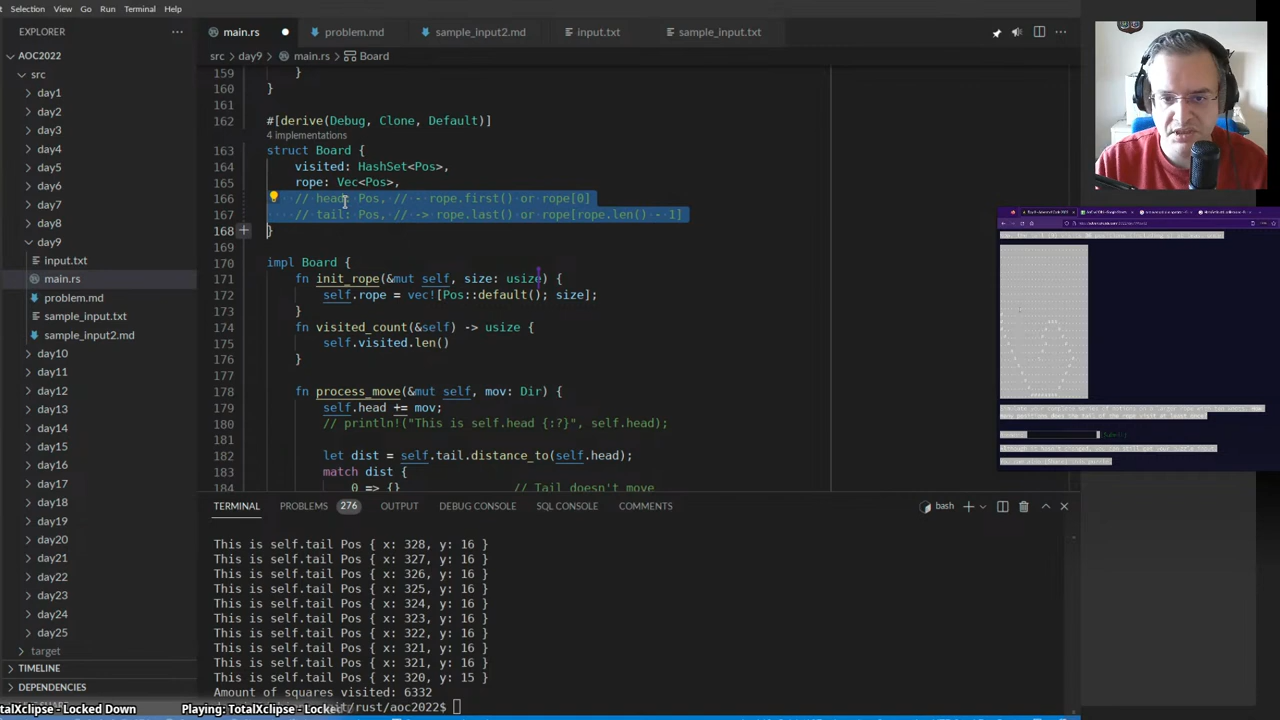 Selection View Go Run Terminal Help
EXPLORER
AOC2022
src
day1
day2
day3
day4
day5
day6
day7
day8
day9
input.txt
main.rs
problem.md
sample_input.txt
sample_input2.md
day10
day11
day12
day13
day14
day15
day16
day17
day18
day19
day20
day21
day22
day23
day24
day25
target
TIMELINE
DEPENDENCIES
main.rs
problem.md
sample_input2.md
input.txt
sample_input.txt
src > day9 > main.rs > Board
159 }
160 }
161
162 #[derive(Debug, Clone, Default)]
4 implementations
163 struct Board {
164 visited: HashSet<Pos>,
165 rope: Vec<Pos>,
166 // head: Pos, // - rope.first() or rope[0]
167 // tail: Pos, // -> rope.last() or rope[rope.len() - 1]
168 }
169
170 impl Board {
171 fn init_rope(&mut self, size: usize) {
172 self.rope = vec![Pos::default(); size];
173 }
174 fn visited_count(&self) -> usize {
175 self.visited.len()
176 }
177
178 fn process_move(&mut self, mov: Dir) {
179 self.head += mov;
180 // println!("This is self.head {:?}", self.head);
181
182 let dist = self.tail.distance_to(self.head);
183 match dist {
184 0 => {} // Tail doesn't move
TERMINAL PROBLEMS 276 OUTPUT DEBUG CONSOLE SQL CONSOLE COMMENTS
bash
This is self.tail Pos { x: 328, y: 16 }
This is self.tail Pos { x: 327, y: 16 }
This is self.tail Pos { x: 326, y: 16 }
This is self.tail Pos { x: 325, y: 16 }
This is self.tail Pos { x: 324, y: 16 }
This is self.tail Pos { x: 323, y: 16 }
This is self.tail Pos { x: 322, y: 16 }
This is self.tail Pos { x: 321, y: 16 }
This is self.tail Pos { x: 321, y: 16 }
This is self.tail Pos { x: 320, y: 15 }
Amount of squares visited: 6332
it/rust/aoc2022$
otalXclipse - Locked Down Playing: TotalXclipse - Locked